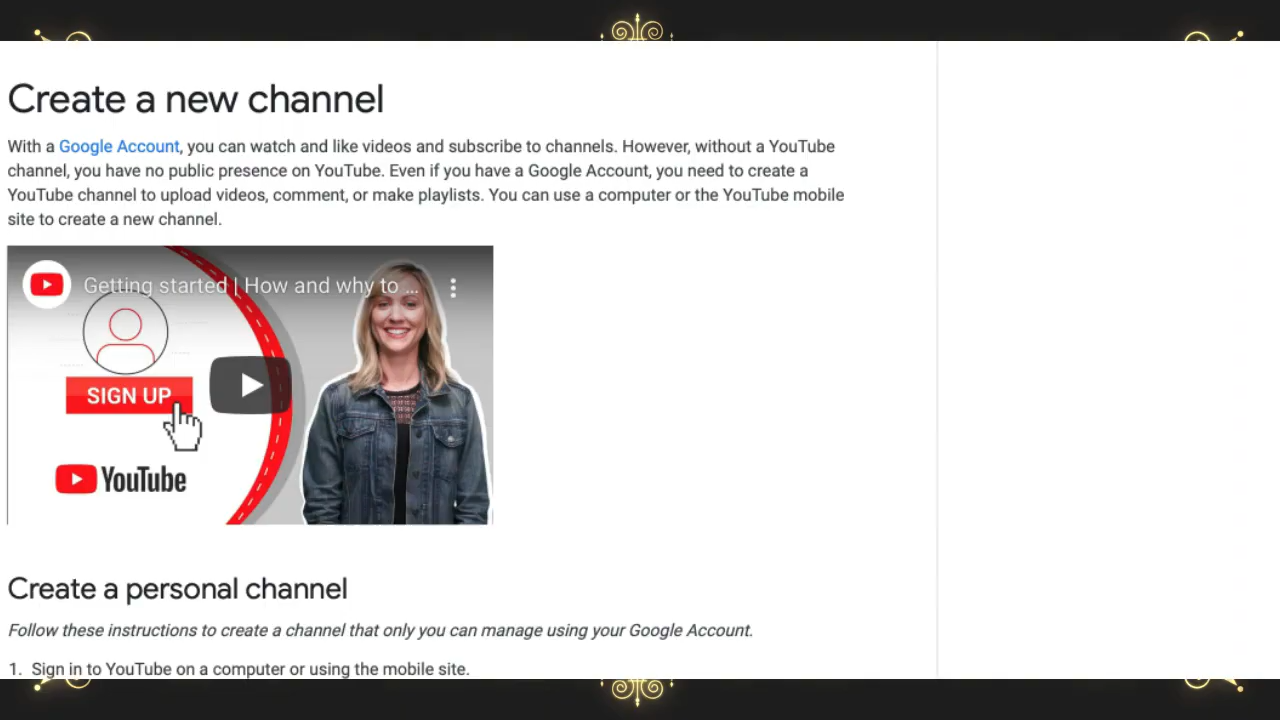 Create a new channel
With a Google Account, you can watch and like videos and subscribe to channels. However, without a YouTube
channel, you have no public presence on YouTube. Even if you have a Google Account, you need to create a
YouTube channel to upload videos, comment, or make playlists. You can use a computer or the YouTube mobile
site to create a new channel.
Getting started | How and why to ...
SIGN UP
YouTube
Create a personal channel
Follow these instructions to create a channel that only you can manage using your Google Account.
1. Sign in to YouTube on a computer or using the mobile site.